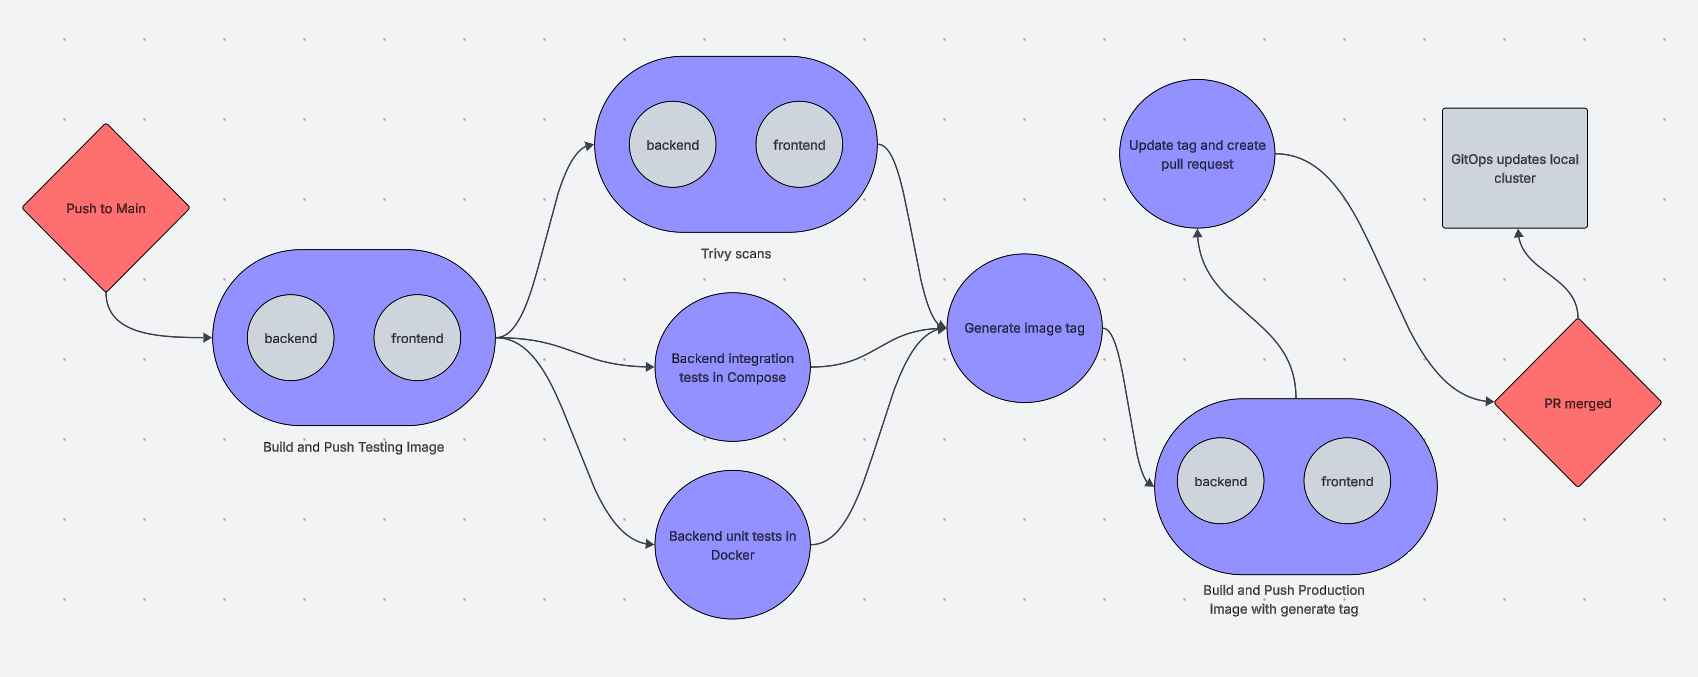 Push to Main
backend
frontend
Build and Push Testing Image
backend
frontend
Trivy scans
Backend integration
tests in Compose
Backend unit tests in
Docker
Generate image tag
backend
frontend
Build and Push Production
Image with generate tag
Update tag and create
pull request
PR merged
GitOps updates local
cluster